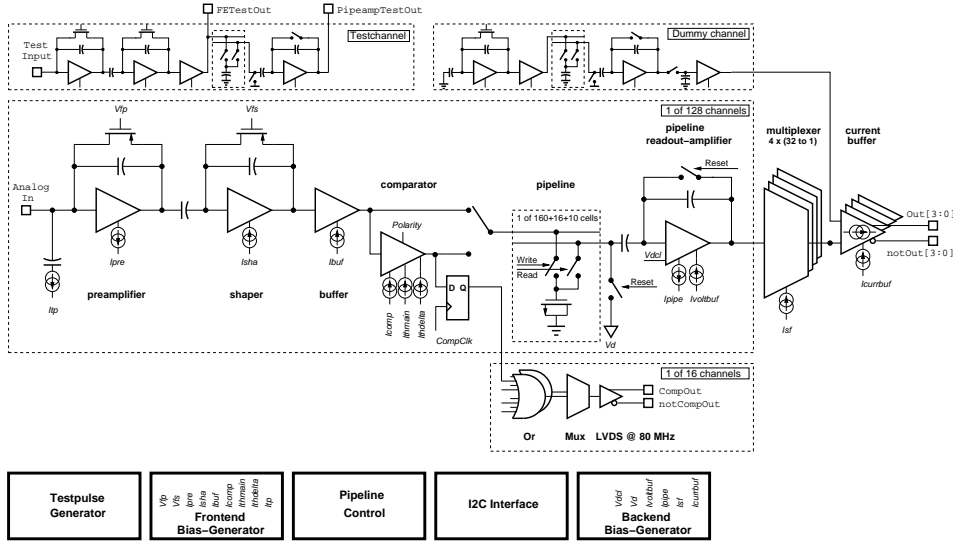 FETestOut
PipeampTestOut
Test
Input
Testchannel
Dummy channel
1 of 128 channels
Vfp
Vfs
pipeline
readout−amplifier
multiplexer
4 x (32 to 1)
current
buffer
Reset
Analog
In
comparator
pipeline
1 of 160+16+10 cells
Out[3:0]
notOut[3:0]
Polarity
Ipre
Isha
Ibuf
Write
Read
Vdcl
Reset
Icurrbuf
Itp
preamplifier
shaper
buffer
D Q
Ipipe
Ivoltbuf
Isf
Icomp
Ithmain
Ithdelta
CompClk
Vd
1 of 16 channels
CompOut
notCompOut
Or
Mux
LVDS @ 80 MHz
Testpulse
Generator
Vfp
Vfs
Ipre
Isha
Ibuf
Icomp
Ithmain
Ithdelta
Itp
Frontend
Bias−Generator
Pipeline
Control
I2C Interface
Vdcl
Vd
Ivoltbuf
Ipipe
Isf
Icurrbuf
Backend
Bias−Generator